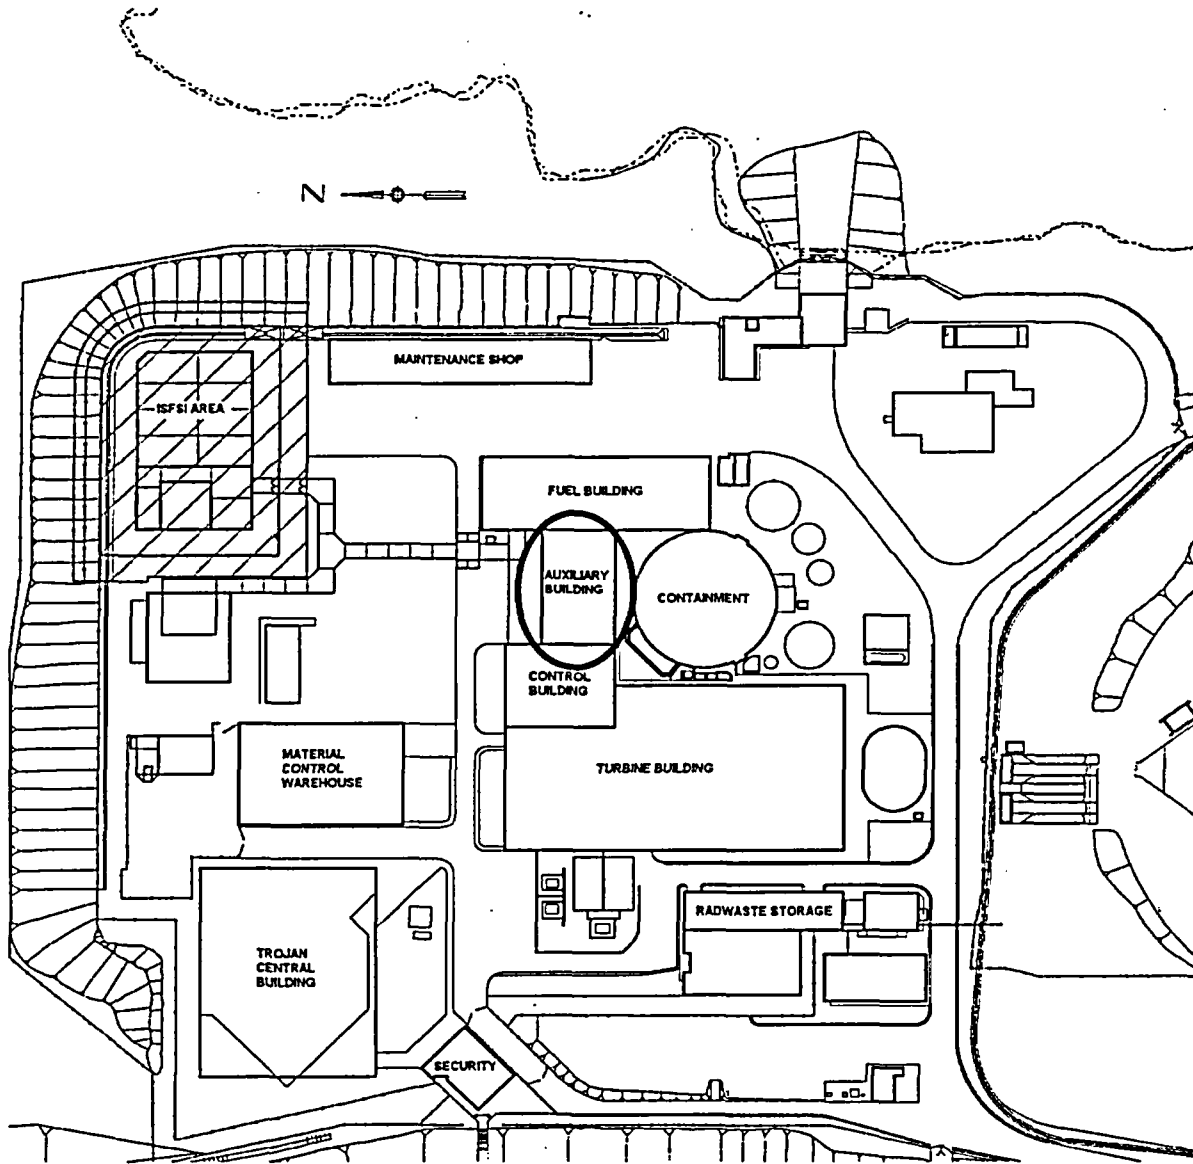 N
MAINTENANCE SHOP
ISFSI AREA
FUEL BUILDING
AUXILIARY
BUILDING
CONTAINMENT
CONTROL
BUILDING
MATERIAL
CONTROL
WAREHOUSE
TURBINE BUILDING
RADWASTE STORAGE
TROJAN
CENTRAL
BUILDING
SECURITY